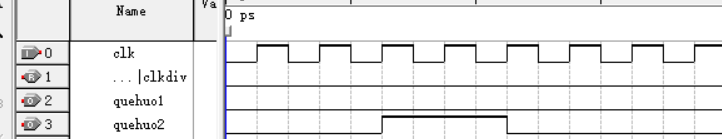 Name
Va
0 ps
0
clk
1
...|clkdiv
2
quehuo1
3
quehuo2